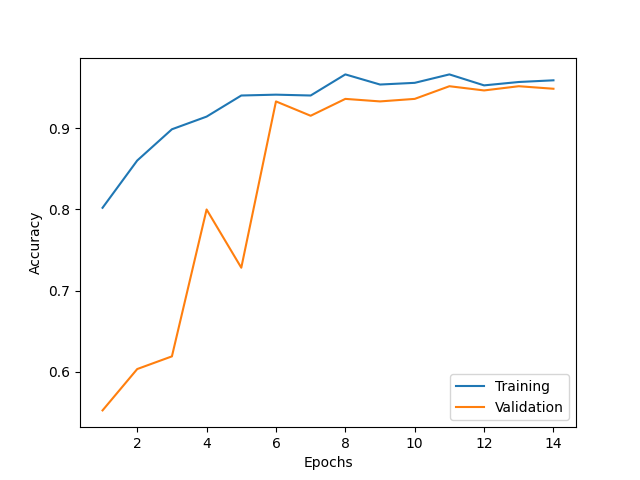 0.9
0.8
0.7
0.6
Accuracy
2 4 6 8 10 12 14
Epochs
Training
Validation